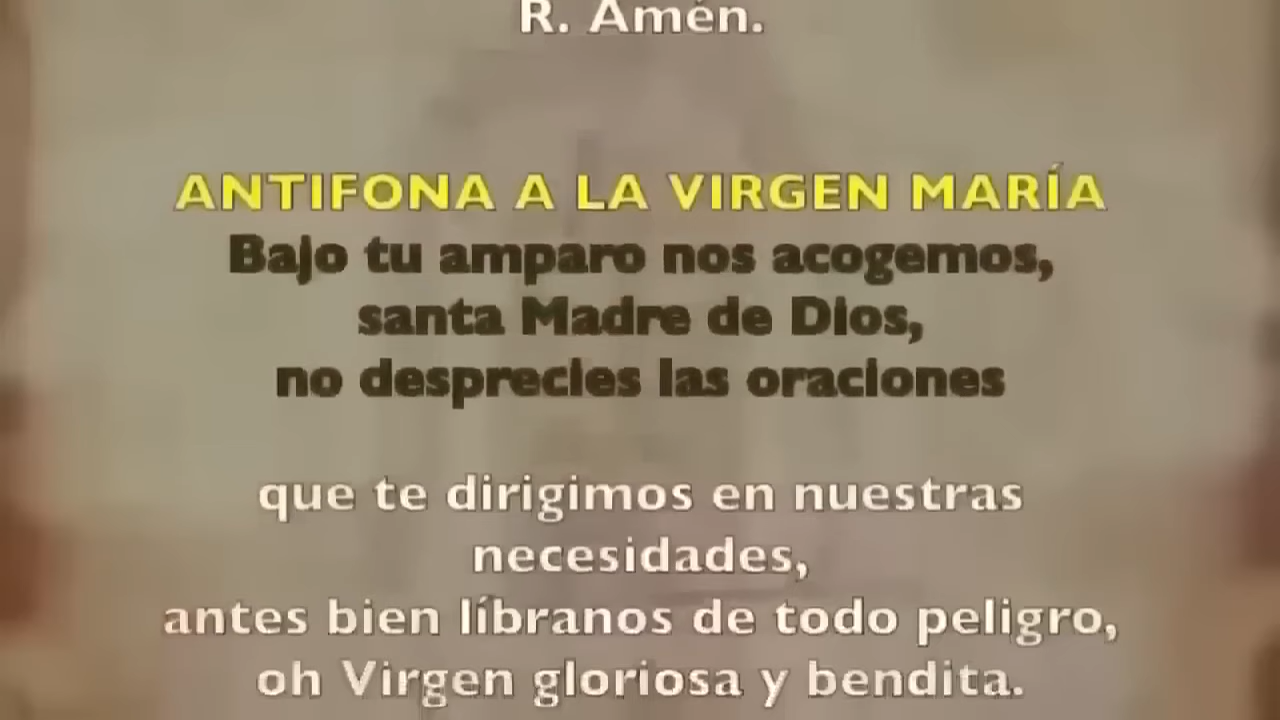 R. Amén.
ANTIFONA A LA VIRGEN MARÍA
Bajo tu amparo nos acogemos,
santa Madre de Dios,
no desprecies las oraciones
que te dirigimos en nuestras
necesidades,
antes bien líbranos de todo peligro,
oh Virgen gloriosa y bendita.